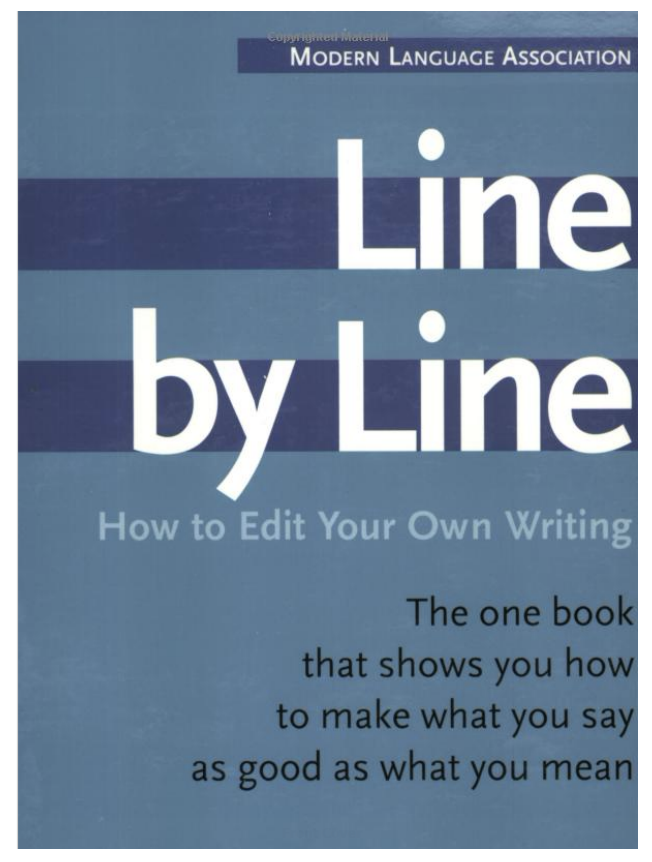 Copyrighted Material
MODERN LANGUAGE ASSOCIATION
Line
by Line
How to Edit Your Own Writing
The one book
that shows you how
to make what you say
as good as what you mean